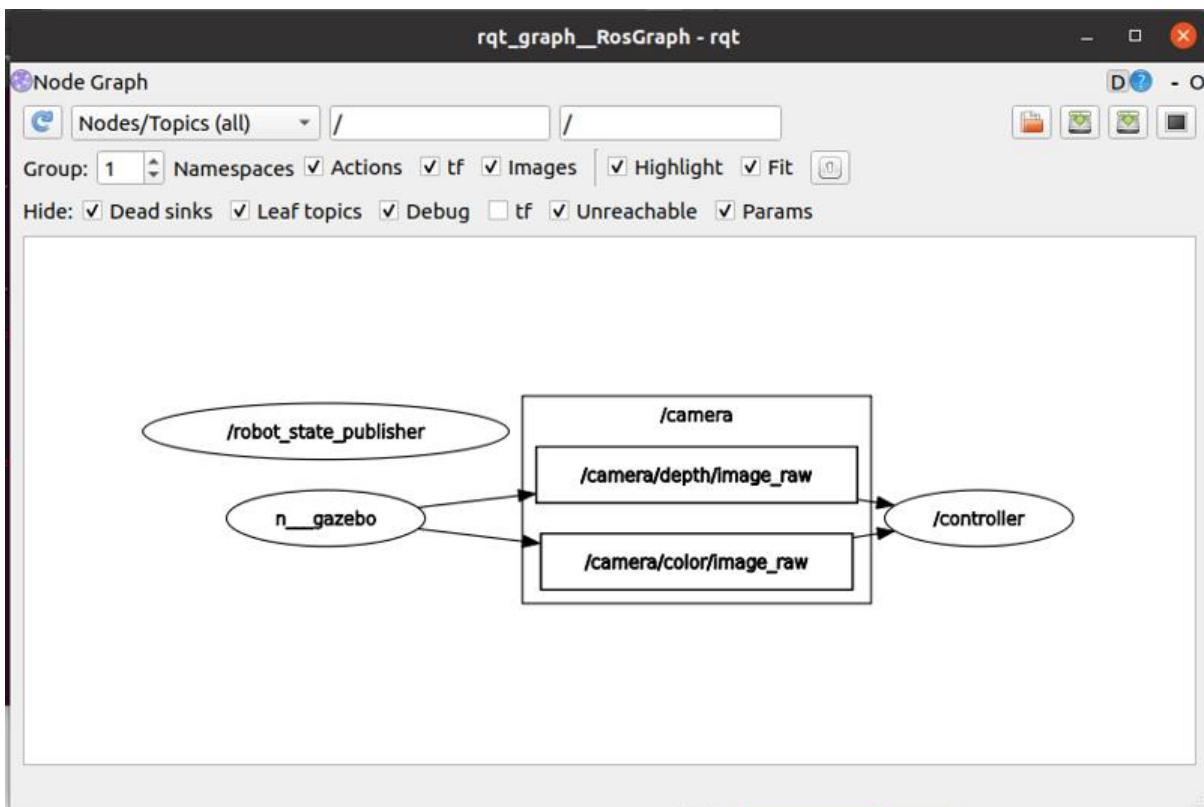 rqt_graph__RosGraph - rqt
Node Graph D ? - O
Nodes/Topics (all) / /
Group: 1 Namespaces Actions tf Images Highlight Fit
Hide: Dead sinks Leaf topics Debug tf Unreachable Params
/camera
/robot_state_publisher
/camera/depth/image_raw
n___gazebo
/controller
/camera/color/image_raw